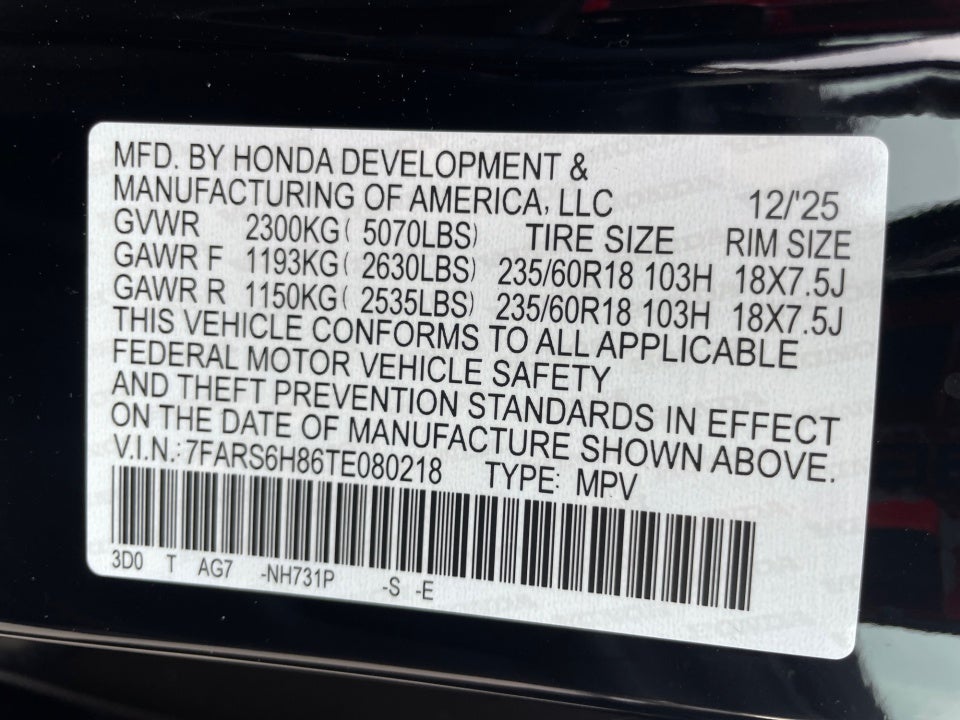 MFD. BY HONDA DEVELOPMENT &
MANUFACTURING OF AMERICA, LLC 12/'25
GVWR 2300KG( 5070LBS) TIRE SIZE RIM SIZE
GAWR F 1193KG( 2630LBS) 235/60R18 103H 18X7.5J
GAWR R 1150KG( 2535LBS) 235/60R18 103H 18X7.5J
THIS VEHICLE CONFORMS TO ALL APPLICABLE
FEDERAL MOTOR VEHICLE SAFETY
AND THEFT PREVENTION STANDARDS IN EFFECT
ON THE DATE OF MANUFACTURE SHOWN ABOVE.
V.I.N.: 7FARS6H86TE080218 TYPE: MPV
3D0 T AG7 -NH731P -S -E